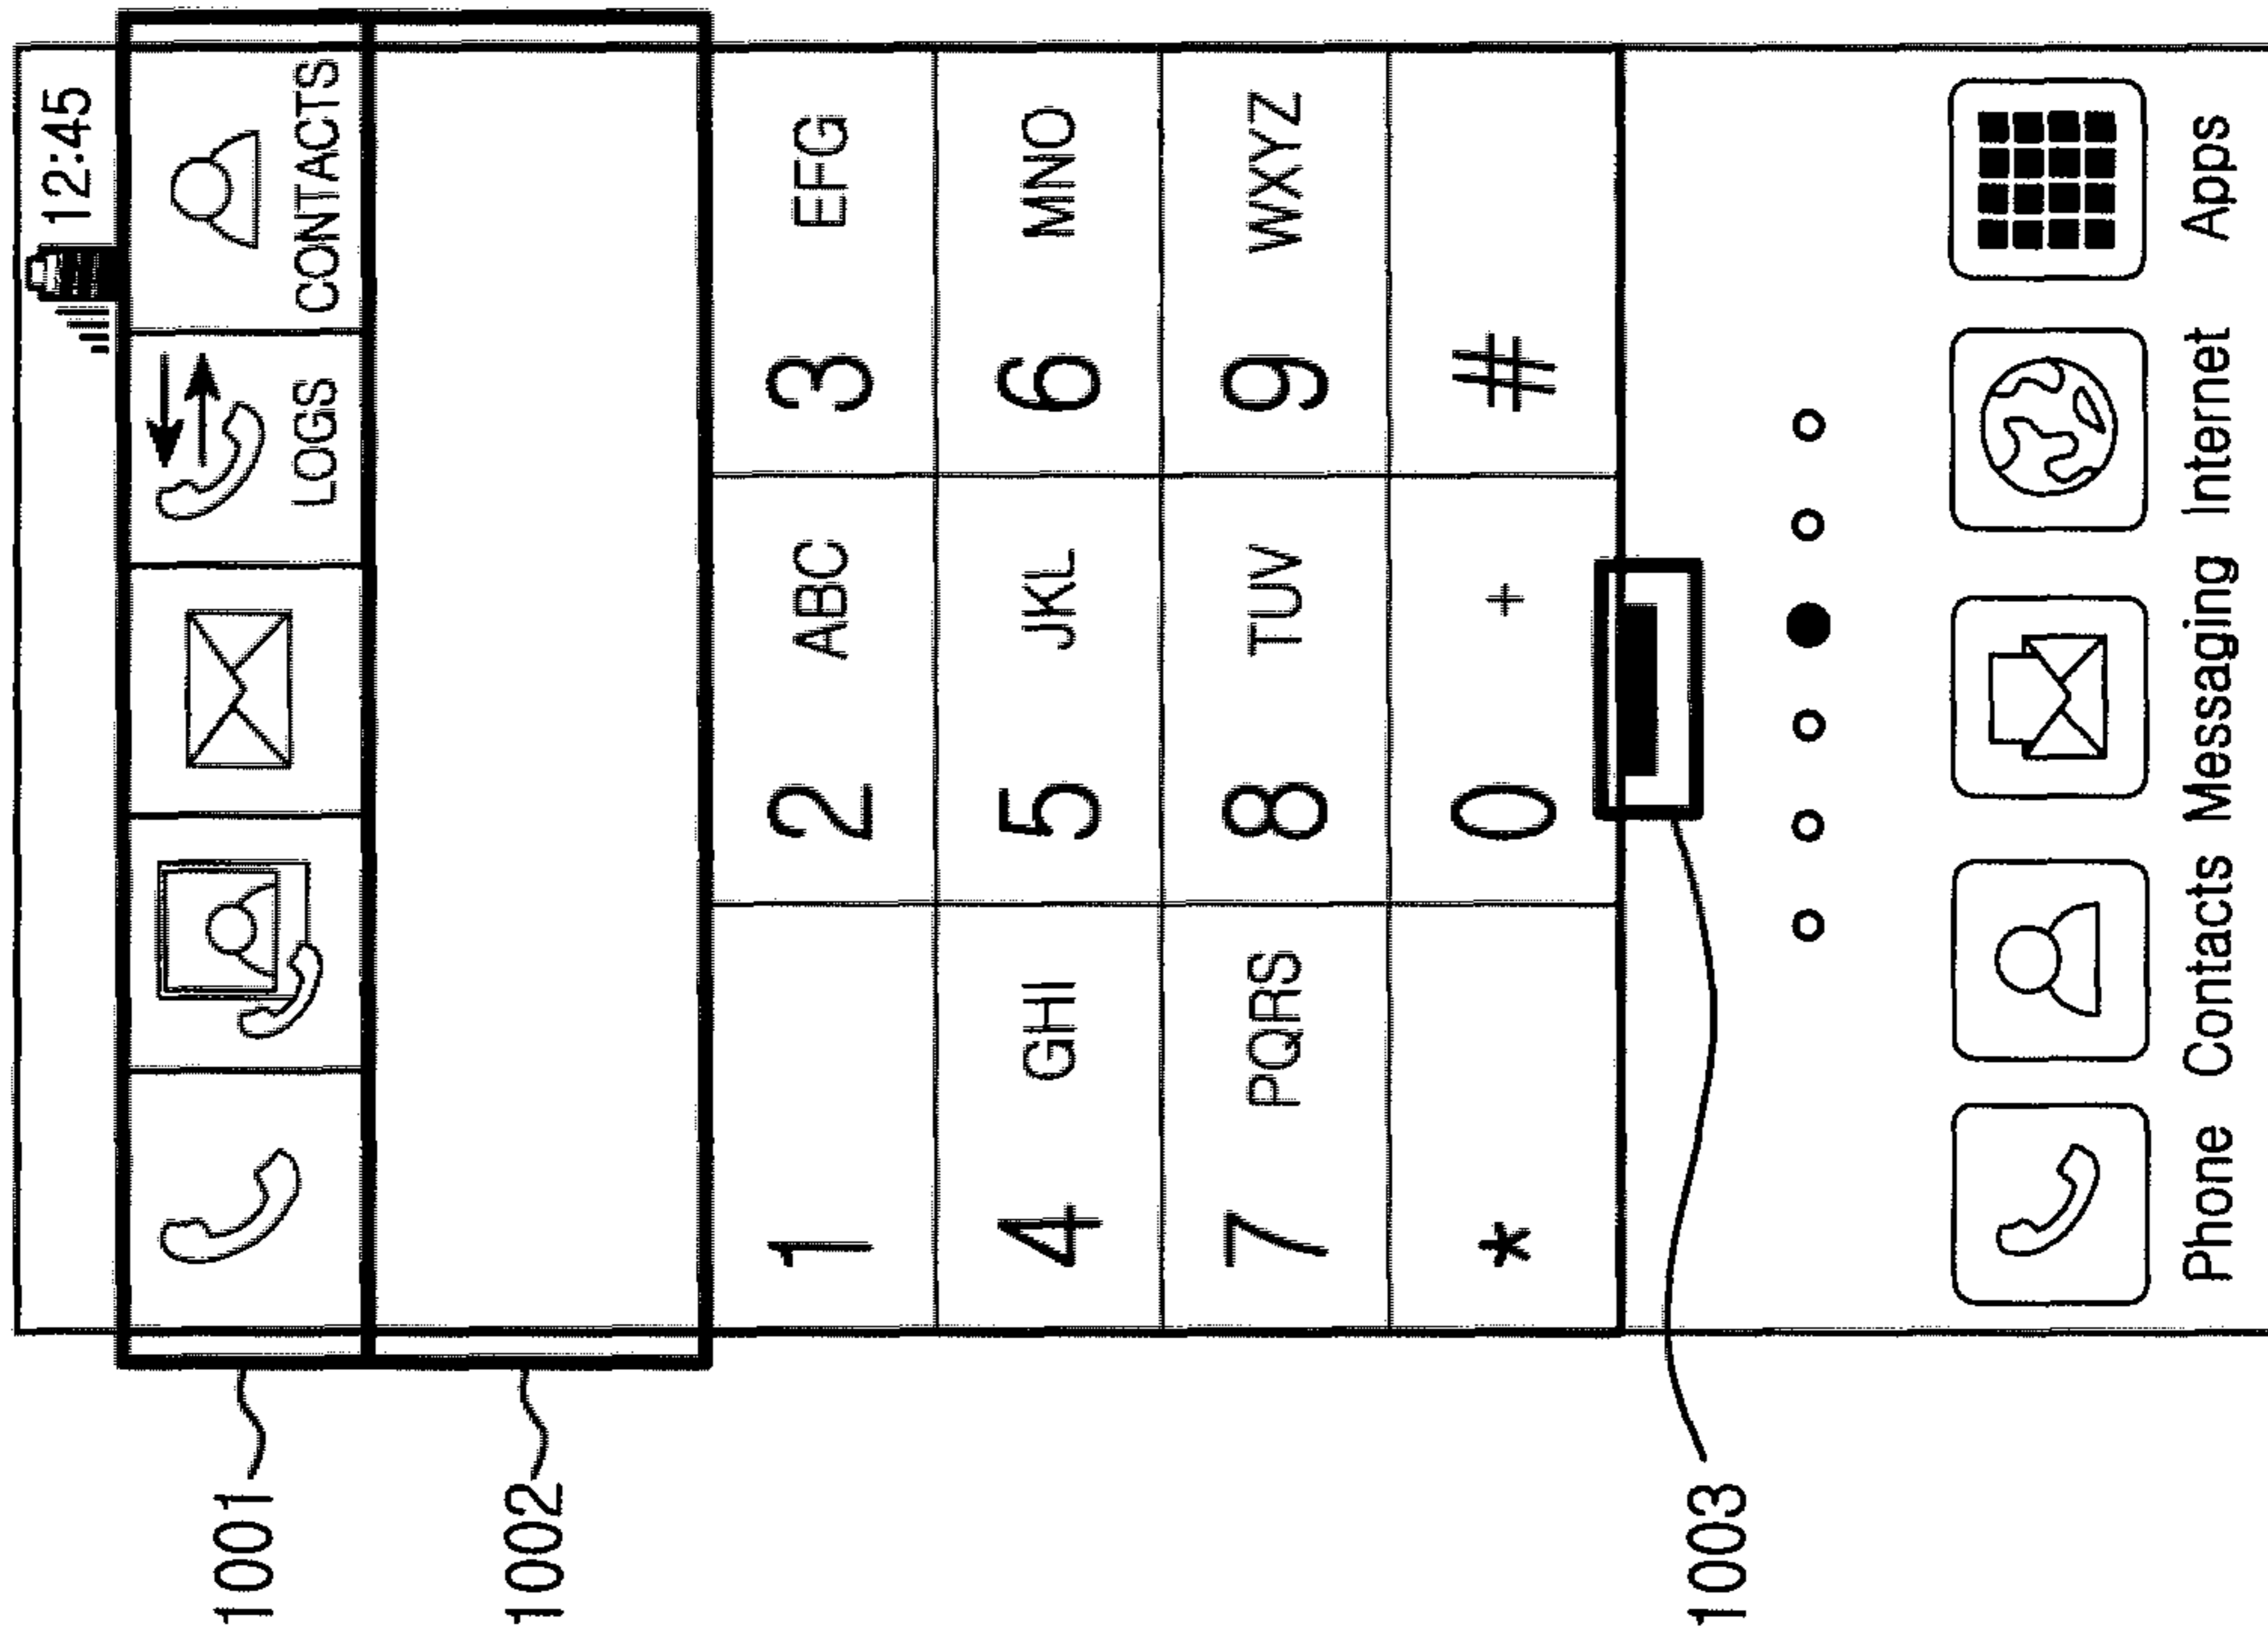 12:45
LOGS CONTACTS
1001
1002
1 2 ABC 3 EFG
4 GHI 5 JKL 6 MNO
7 PQRS 8 TUV 9 WXYZ
* 0 + #
1003
Phone Contacts Messaging Internet Apps